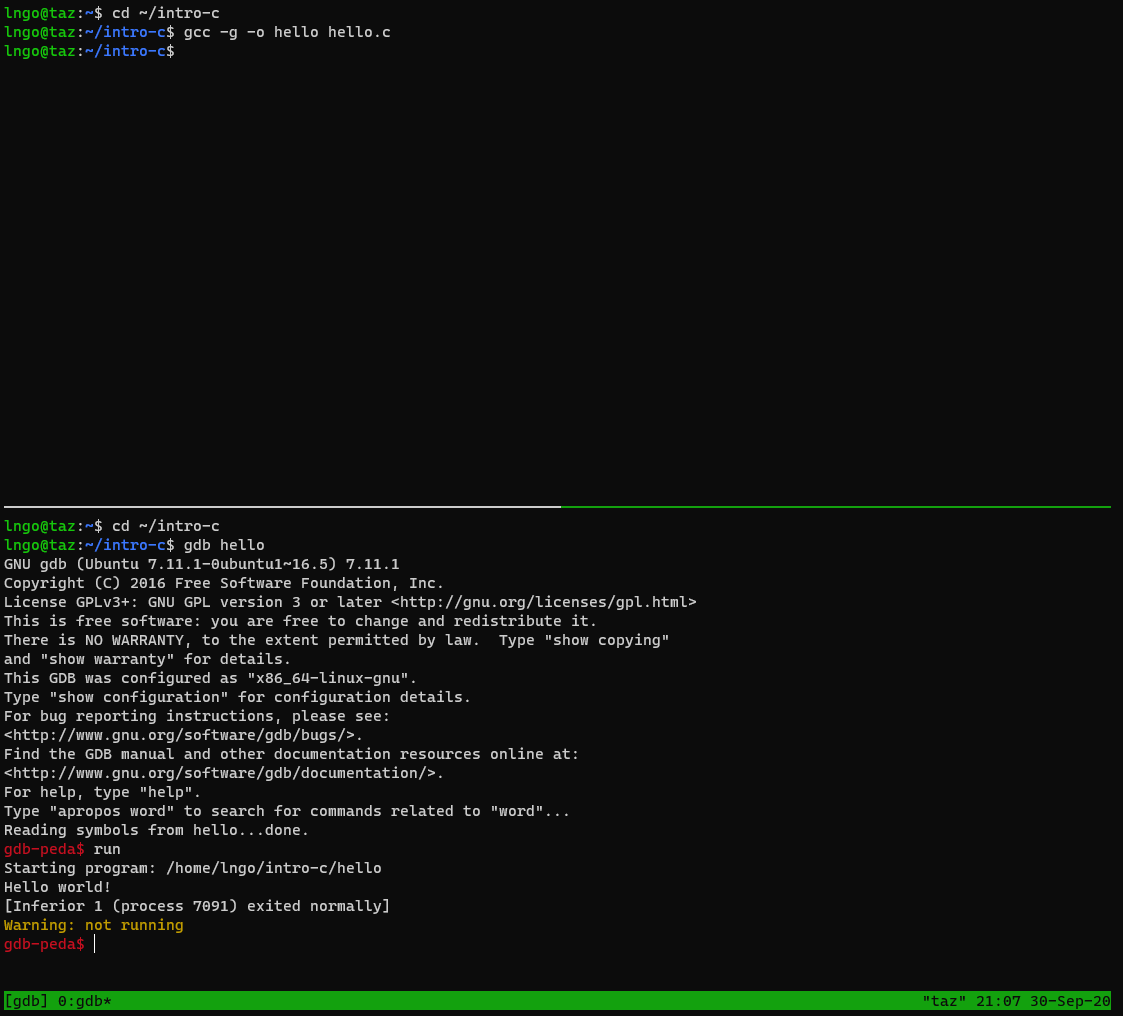 lngo@taz:~$ cd ~/intro-c
lngo@taz:~/intro-c$ gcc -g -o hello hello.c
lngo@taz:~/intro-c$
lngo@taz:~$ cd ~/intro-c
lngo@taz:~/intro-c$ gdb hello
GNU gdb (Ubuntu 7.11.1-0ubuntu1~16.5) 7.11.1
Copyright (C) 2016 Free Software Foundation, Inc.
License GPLv3+: GNU GPL version 3 or later <http://gnu.org/licenses/gpl.html>
This is free software: you are free to change and redistribute it.
There is NO WARRANTY, to the extent permitted by law.  Type "show copying"
and "show warranty" for details.
This GDB was configured as "x86_64-linux-gnu".
Type "show configuration" for configuration details.
For bug reporting instructions, please see:
<http://www.gnu.org/software/gdb/bugs/>.
Find the GDB manual and other documentation resources online at:
<http://www.gnu.org/software/gdb/documentation/>.
For help, type "help".
Type "apropos word" to search for commands related to "word"...
Reading symbols from hello...done.
gdb-peda$ run
Starting program: /home/lngo/intro-c/hello
Hello world!
[Inferior 1 (process 7091) exited normally]
Warning: not running
gdb-peda$
[gdb] 0:gdb* "taz" 21:07 30-Sep-20